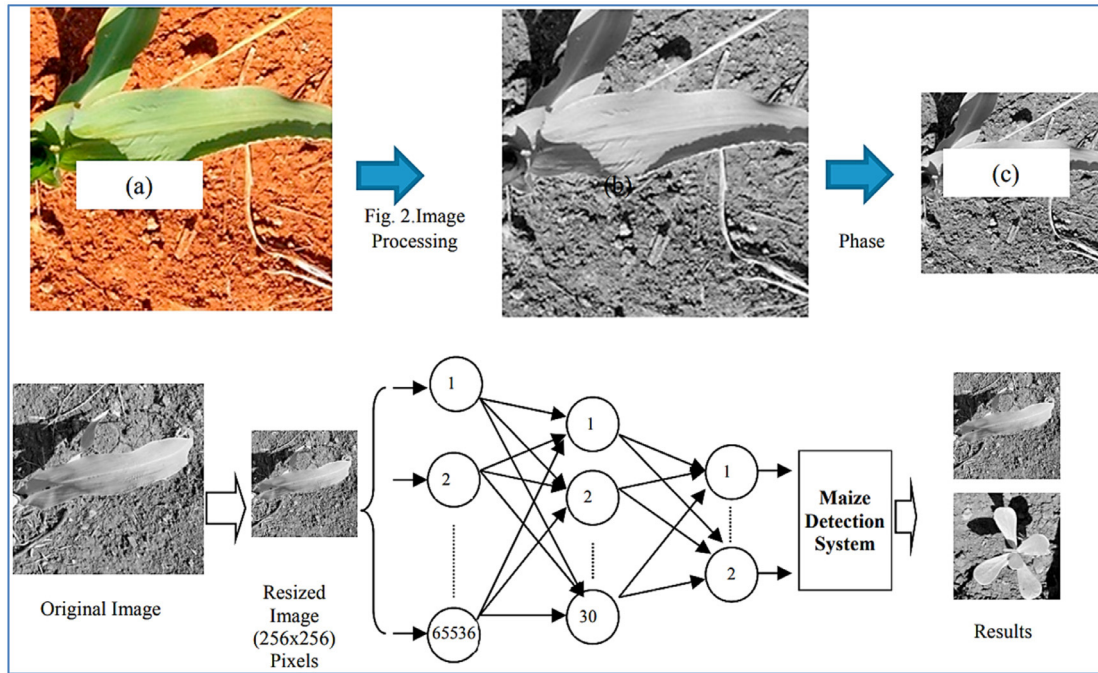 (a)
Fig. 2.Image
Processing
(b)
Phase
(c)
Original Image
Resized
Image
(256x256)
Pixels
1
2
65536
1
2
30
1
2
Maize
Detection
System
Results